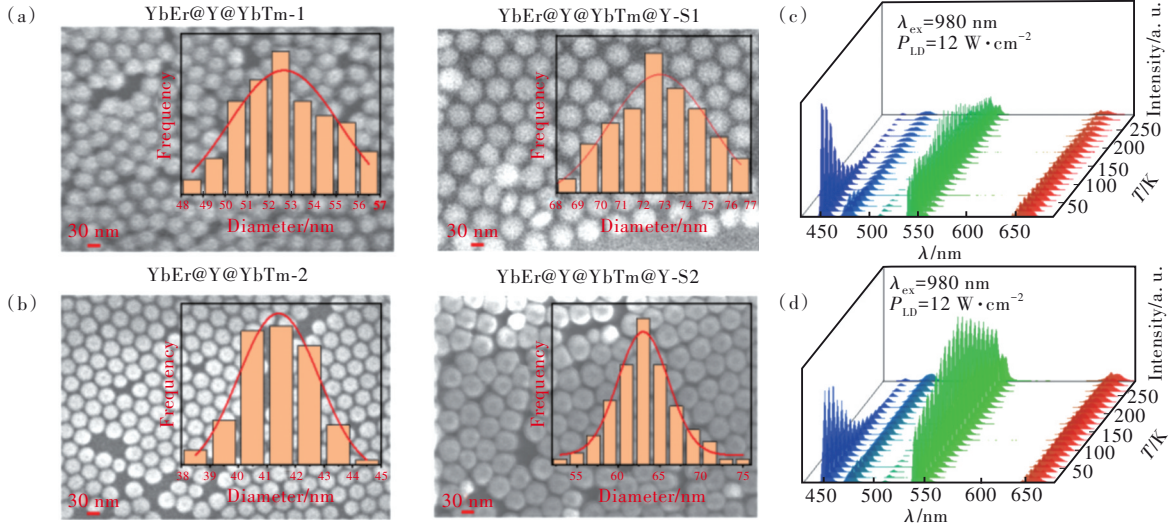 (a)
YbEr@Y@YbTm-1
Frequency
48 49 50 51 52 53 54 55 56 57
Diameter/nm
30 nm
YbEr@Y@YbTm@Y-S1
Frequency
68 69 70 71 72 73 74 75 76 77
Diameter/nm
30 nm
(c)
λex=980 nm
PLD=12 W·cm⁻²
Intensity/a. u.
250
200
150
100
50
T/K
450 500 550 600 650
λ/nm
(b)
YbEr@Y@YbTm-2
Frequency
38 39 40 41 42 43 44 45
Diameter/nm
30 nm
YbEr@Y@YbTm@Y-S2
Frequency
55 60 65 70 75
Diameter/nm
30 nm
(d)
λex=980 nm
PLD=12 W·cm⁻²
Intensity/a. u.
250
200
150
100
50
T/K
450 500 550 600 650
λ/nm